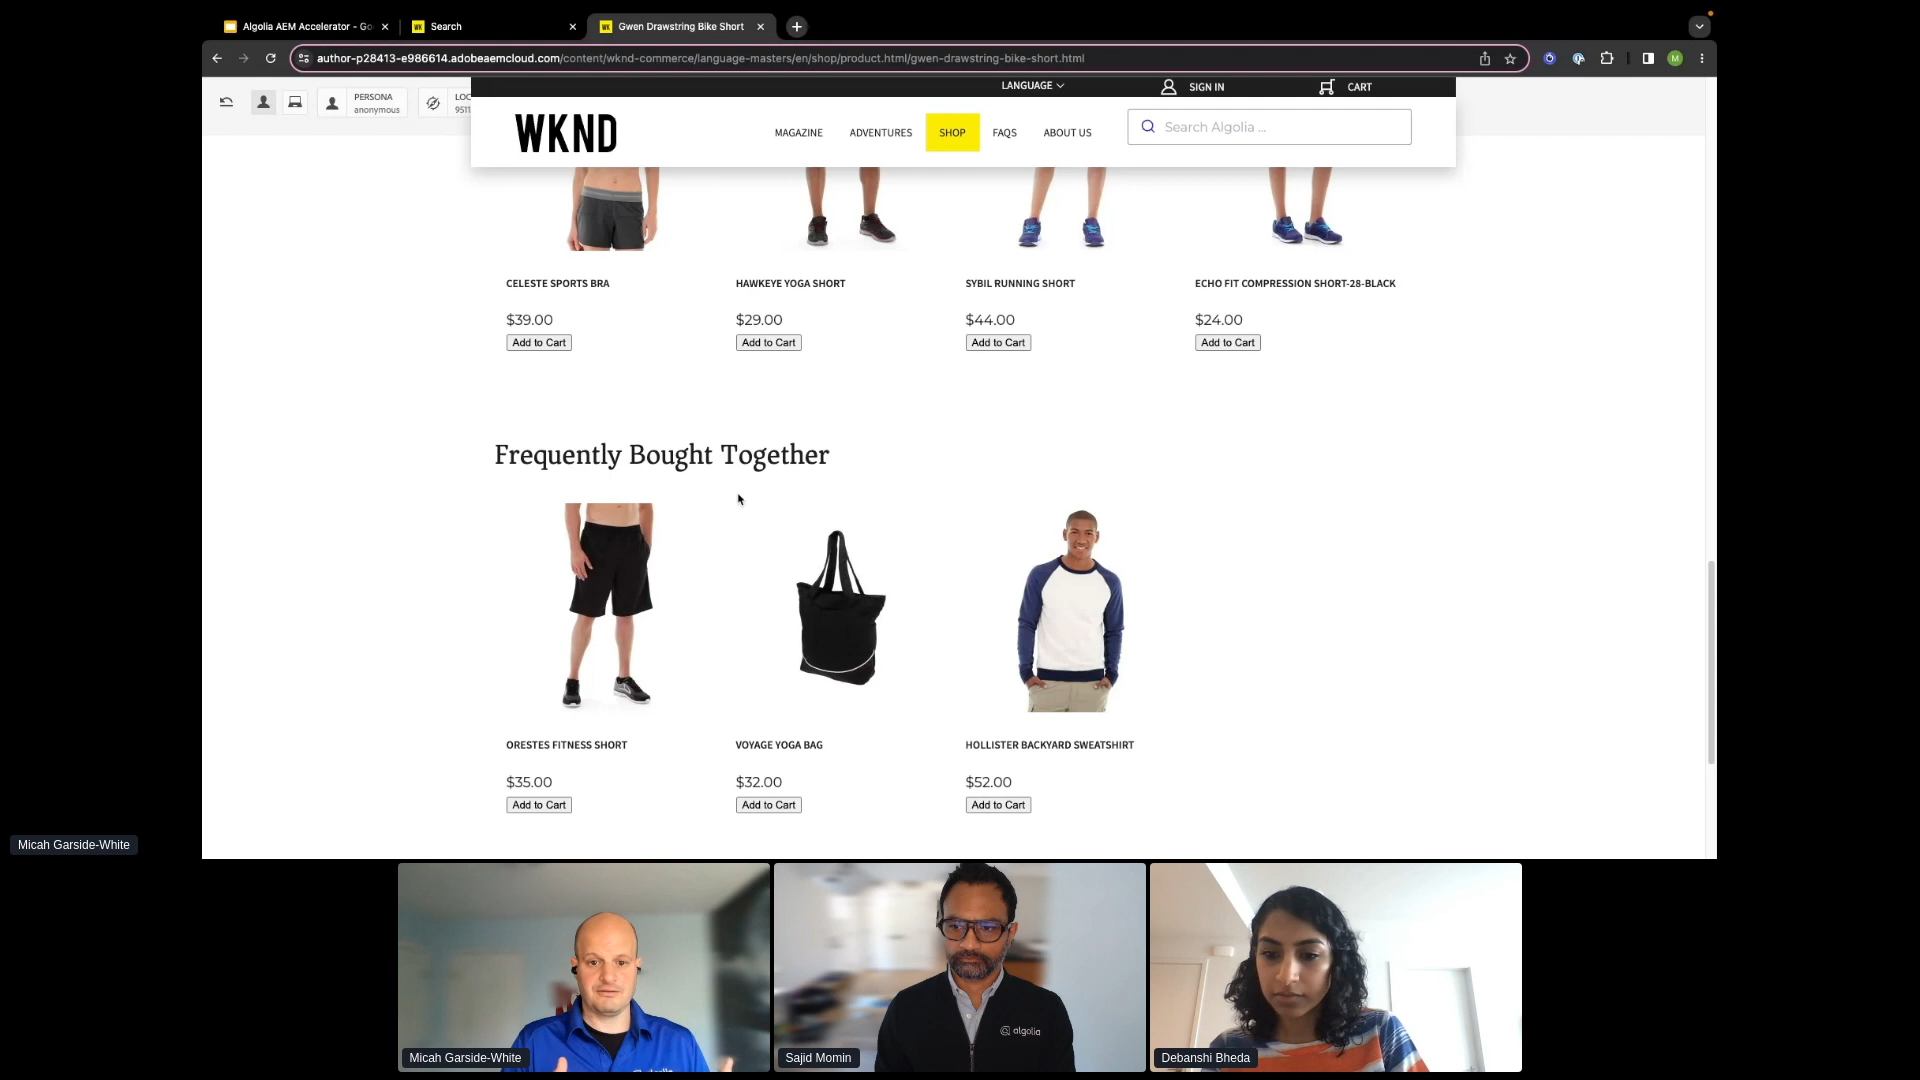 Algolia AEM Accelerator - Go
Search
Gwen Drawstring Bike Short
author-p28413-e986614.adobeaemcloud.com/content/wknd-commerce/language-masters/en/shop/product.html/gwen-drawstring-bike-short.html
M
LANGUAGE
SIGN IN
CART
PERSONA
anonymous
LOC
9511
WKND
MAGAZINE
ADVENTURES
SHOP
FAQS
ABOUT US
Search Algolia ...
CELESTE SPORTS BRA
HAWKEYE YOGA SHORT
SYBIL RUNNING SHORT
ECHO FIT COMPRESSION SHORT-28-BLACK
$39.00
$29.00
$44.00
$24.00
Add to Cart
Add to Cart
Add to Cart
Add to Cart
Frequently Bought Together
ORESTES FITNESS SHORT
VOYAGE YOGA BAG
HOLLISTER BACKYARD SWEATSHIRT
$35.00
$32.00
$52.00
Add to Cart
Add to Cart
Add to Cart
Micah Garside-White
algolia
Micah Garside-White
Sajid Momin
Debanshi Bheda